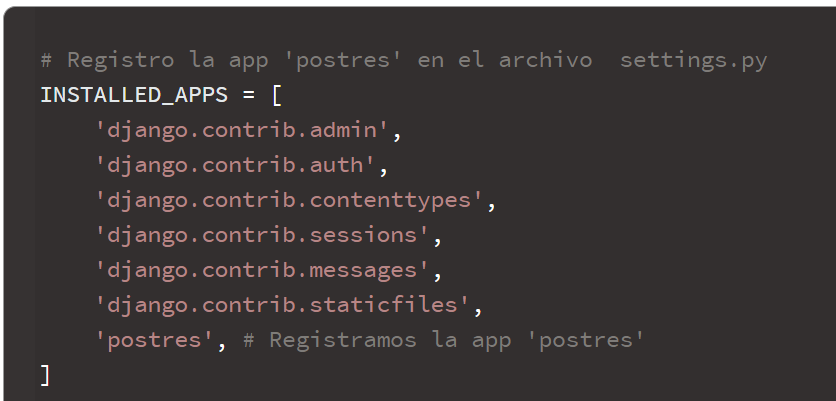 # Registro la app 'postres' en el archivo  settings.py
INSTALLED_APPS = [
    'django.contrib.admin',
    'django.contrib.auth',
    'django.contrib.contenttypes',
    'django.contrib.sessions',
    'django.contrib.messages',
    'django.contrib.staticfiles',
    'postres', # Registramos la app 'postres'
]